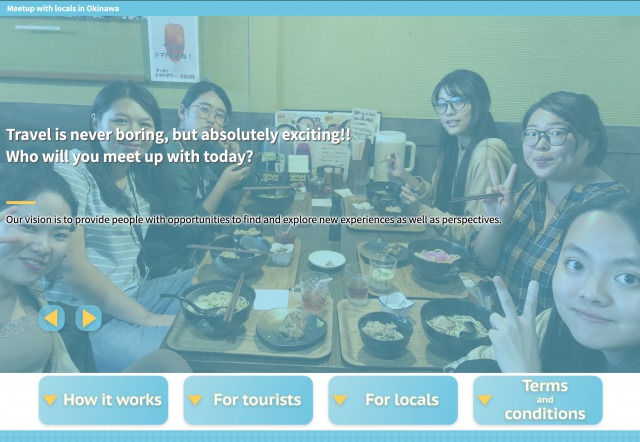 Meetup with locals in Okinawa
Travel is never boring, but absolutely exciting!!
Who will you meet up with today?
Our vision is to provide people with opportunities to find and explore new experiences as well as perspectives.
How it works
For tourists
For locals
Terms
and
conditions